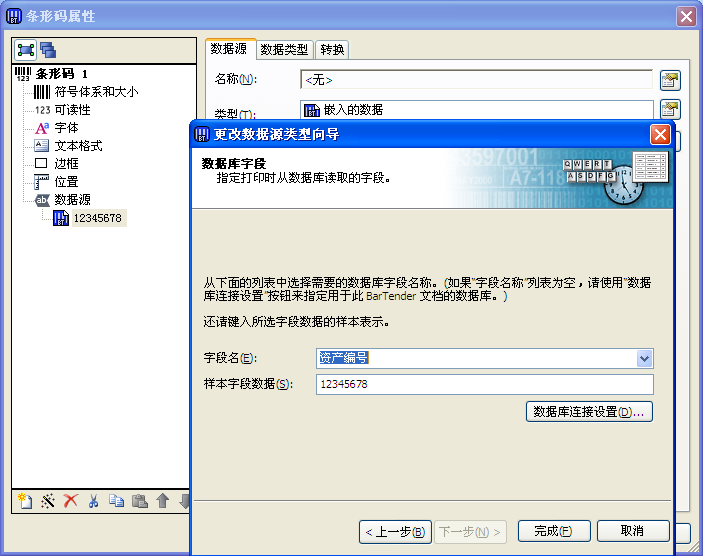 条形码属性
条形码 1
符号体系和大小
可读性
字体
文本格式
边框
位置
数据源
12345678
数据源
数据类型
转换
名称(N):
<无>
类型(T):
嵌入的数据
更改数据源类型向导
数据库字段
指定打印时从数据库读取的字段。
从下面的列表中选择需要的数据库字段名称。(如果"字段名称"列表为空，请使用"数据
库连接设置"按钮来指定用于此 BarTender 文档的数据库。)
还请键入所选字段数据的样本表示。
字段名(E):
资产编号
样本字段数据(S):
12345678
数据库连接设置(D)...
< 上一步(B)
下一步(N) >
完成(F)
取消